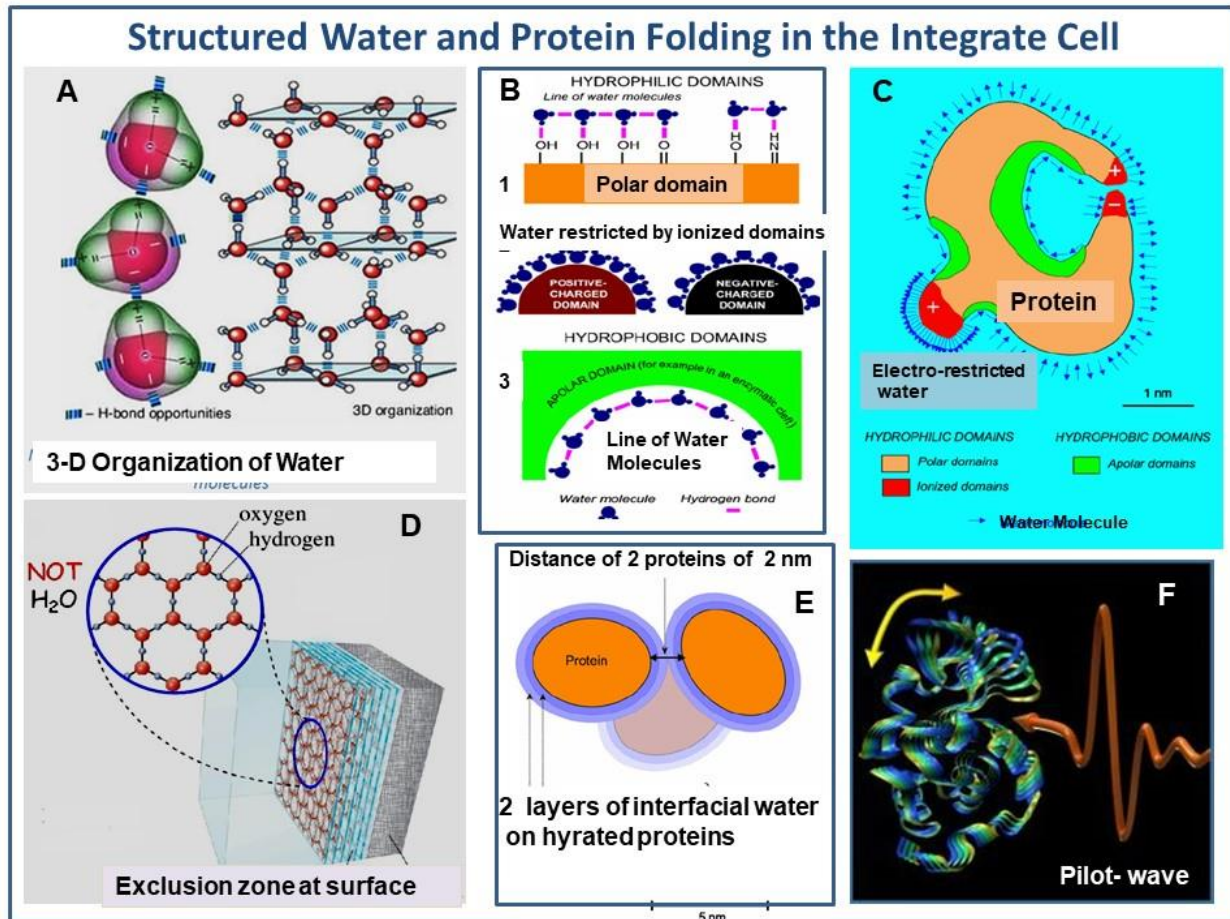 Structured Water and Protein Folding in the Integrate Cell
A
– H-bond opportunities
3D organization
3-D Organization of Water
molecules
B
HYDROPHILIC DOMAINS
Line of water molecules
OH
OH
OH
O
HO
HN
1
Polar domain
Water restricted by ionized domains
POSITIVE-
CHARGED
DOMAIN
NEGATIVE-
CHARGED
DOMAIN
HYDROPHOBIC DOMAINS
3
APOLAR DOMAIN (for example in an enzymatic cleft)
Line of Water
Molecules
Water molecule
Hydrogen bond
C
+
−
+
Protein
Electro-restricted
water
1 nm
HYDROPHILIC DOMAINS
HYDROPHOBIC DOMAINS
Polar domains
Apolar domains
Ionized domains
Water Molecule
D
oxygen
hydrogen
NOT
H2O
Exclusion zone at surface
Distance of 2 proteins of 2 nm
E
Protein
2 layers of interfacial water
on hyrated proteins
5 nm
F
Pilot- wave